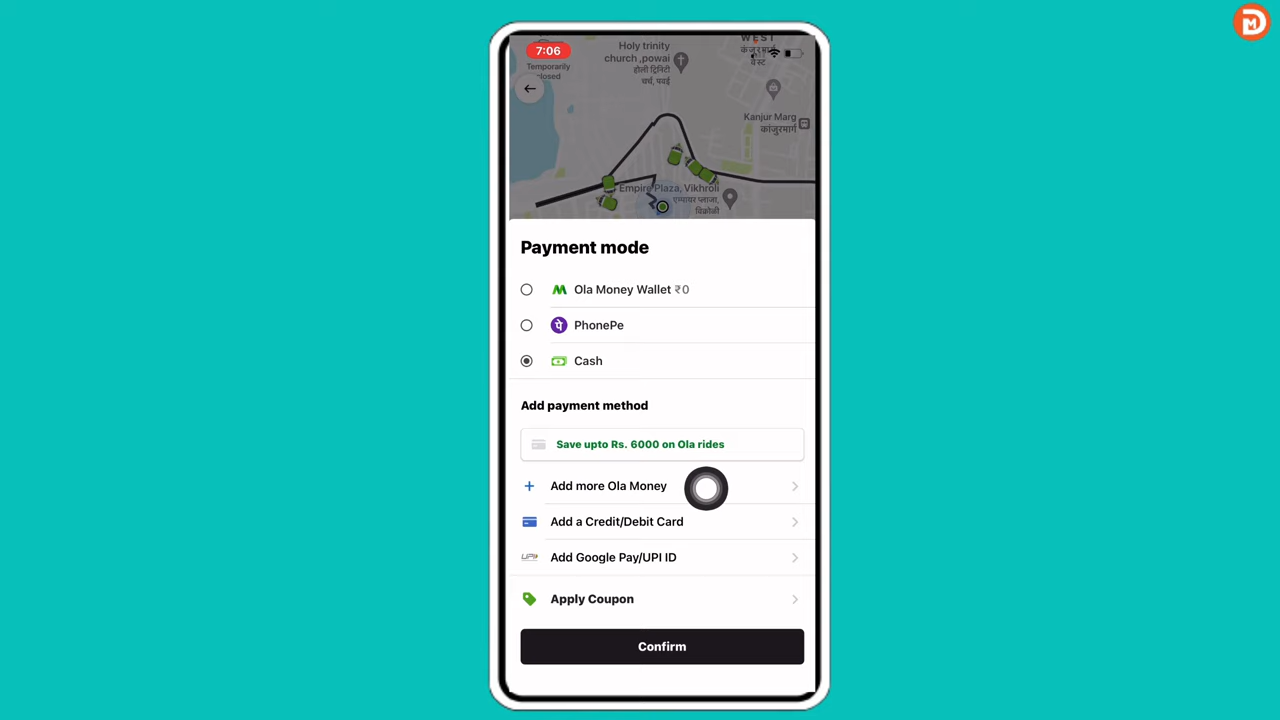 7:06
Holy trinity
church ,powai
होली ट्रिनिटी
चर्च, पवई
Temporarily
closed
WEST
कंजूरमार्ग
वेस्ट
Kanjur Marg
कांजुरमार्ग
Empire Plaza, Vikhroli
एम्पायर प्लाजा,
विक्रोली
Payment mode
Ola Money Wallet ₹0
PhonePe
Cash
Add payment method
Save upto Rs. 6000 on Ola rides
Add more Ola Money
Add a Credit/Debit Card
UPI
Add Google Pay/UPI ID
Apply Coupon
Confirm